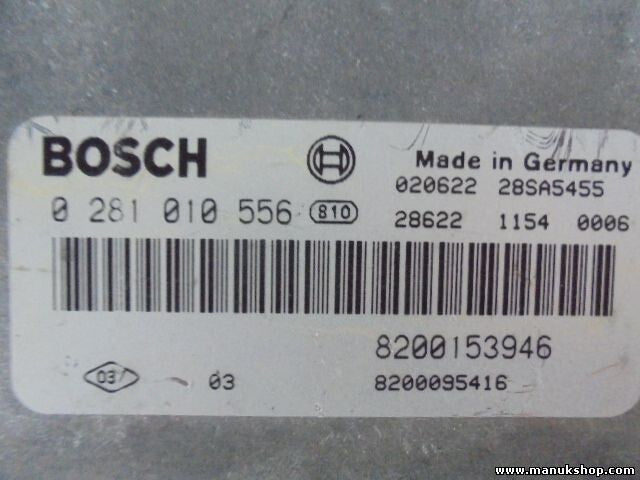 BOSCH
Made in Germany
020622 28SA5455
0 281 010 556 810
28622 1154 0006
8200153946
03 03
8200095416
www.manukshop.com